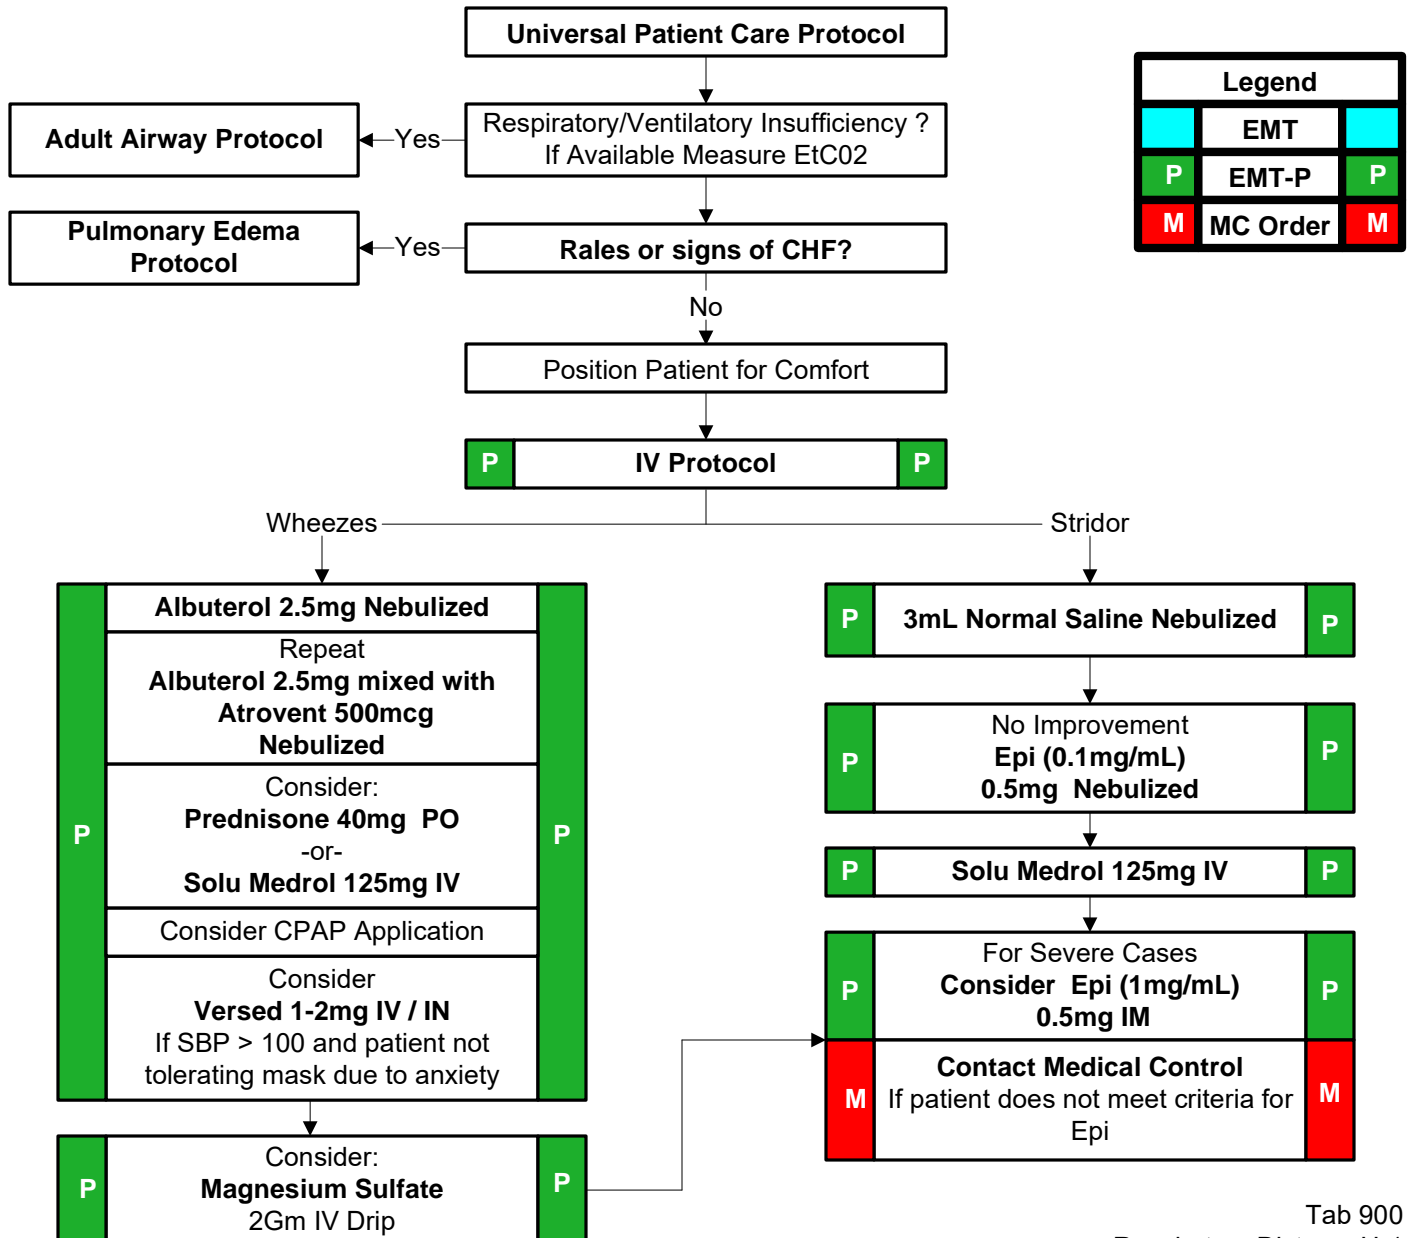 Universal Patient Care Protocol
Legend
EMT
P EMT-P P
M MC Order M
Respiratory/Ventilatory Insufficiency ?
If Available Measure EtC02
Yes
Adult Airway Protocol
Rales or signs of CHF?
Yes
Pulmonary Edema
Protocol
No
Position Patient for Comfort
P IV Protocol P
Wheezes
Stridor
P
P
Albuterol 2.5mg Nebulized
Repeat
Albuterol 2.5mg mixed with
Atrovent 500mcg
Nebulized
Consider:
Prednisone 40mg PO
-or-
Solu Medrol 125mg IV
Consider CPAP Application
Consider
Versed 1-2mg IV / IN
If SBP > 100 and patient not
tolerating mask due to anxiety
P
P
Consider:
Magnesium Sulfate
2Gm IV Drip
P 3mL Normal Saline Nebulized P
P
P
No Improvement
Epi (0.1mg/mL)
0.5mg Nebulized
P Solu Medrol 125mg IV P
P
P
For Severe Cases
Consider Epi (1mg/mL)
0.5mg IM
M
M
Contact Medical Control
If patient does not meet criteria for
Epi
Tab 900